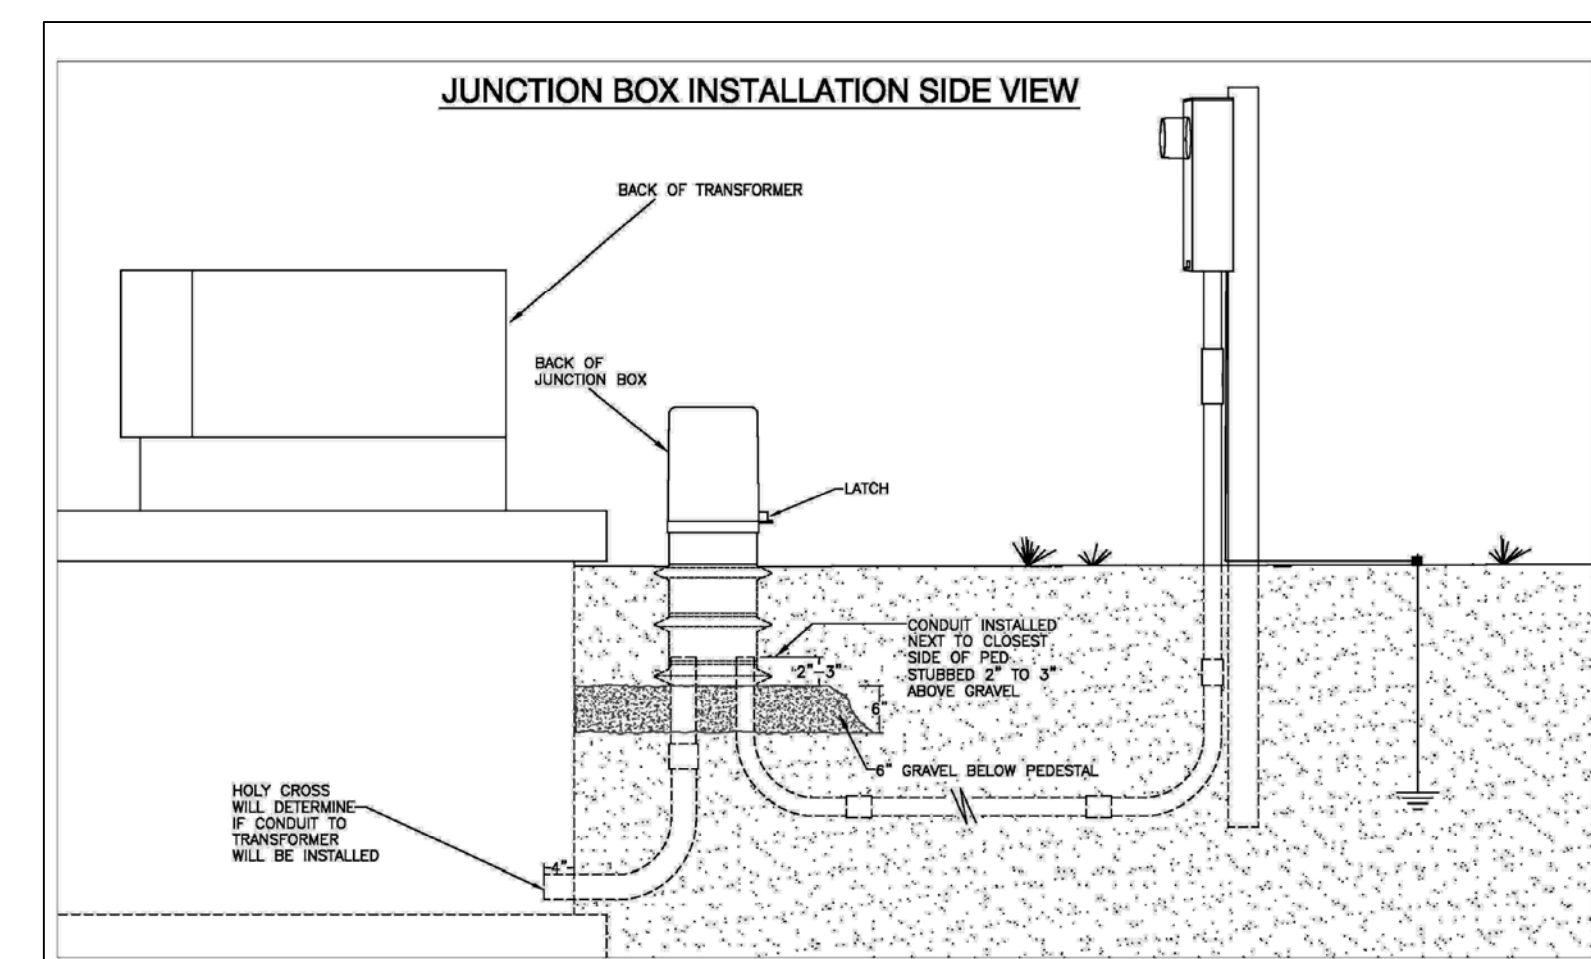 JUNCTION BOX INSTALLATION SIDE VIEW
BACK OF TRANSFORMER
BACK OF
JUNCTION BOX
LATCH
CONDUIT INSTALLED
NEXT TO CLOSEST
SIDE OF PED
STUBBED 2" TO 3"
ABOVE GRAVEL
2"-3"
6"
6" GRAVEL BELOW PEDESTAL
HOLY CROSS
WILL DETERMINE
IF CONDUIT TO
TRANSFORMER
WILL BE INSTALLED
4"